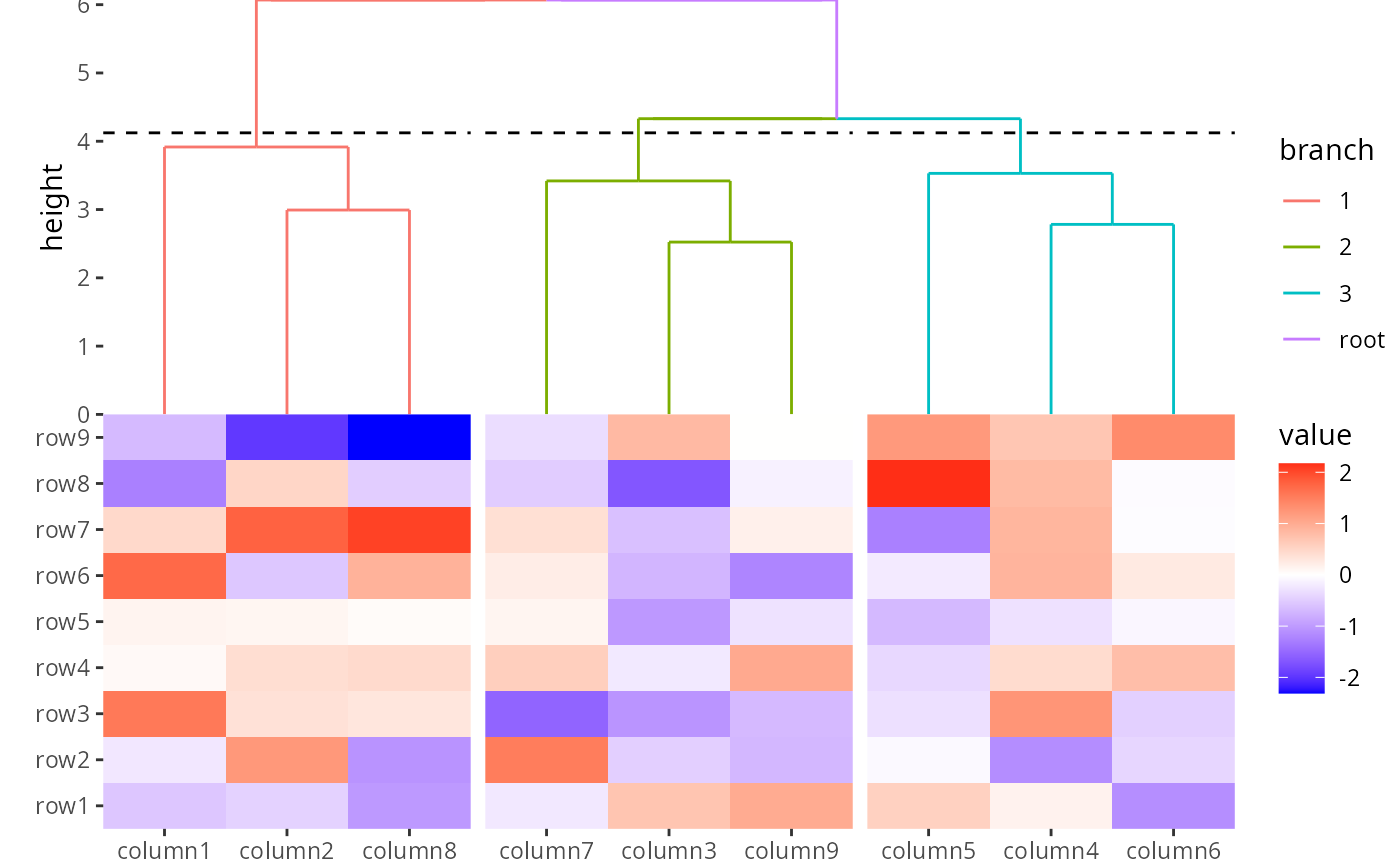 6
5
4
3
2
1
0
height
row9
row8
row7
row6
row5
row4
row3
row2
row1
column1 column2 column8 column7 column3 column9 column5 column4 column6
branch
1
2
3
root
value
2
1
0
-1
-2